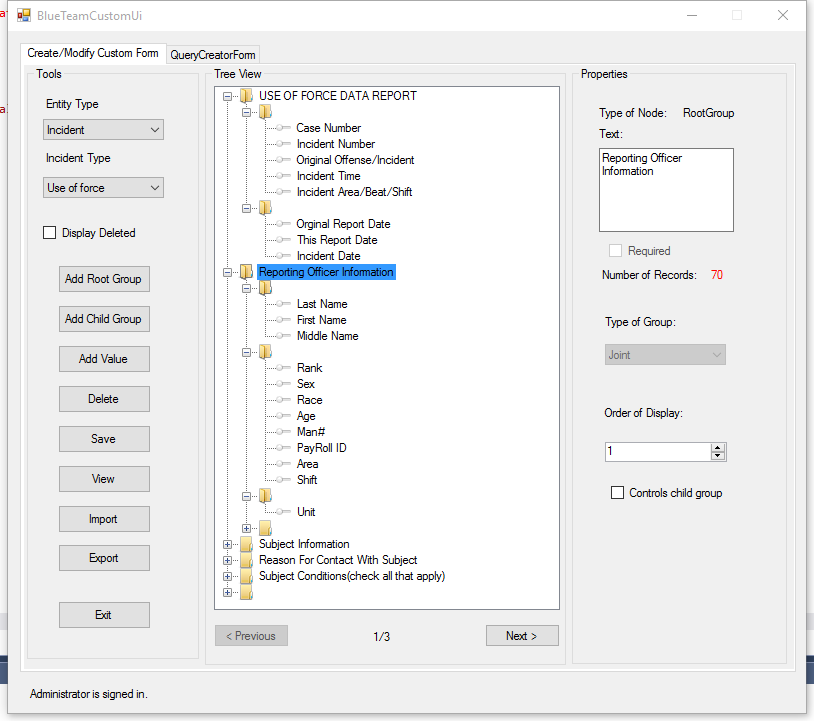 BlueTeamCustomUi
Create/Modify Custom Form
QueryCreatorForm
Tools
Entity Type
Incident
Incident Type
Use of force
Display Deleted
Add Root Group
Add Child Group
Add Value
Delete
Save
View
Import
Export
Exit
Tree View
USE OF FORCE DATA REPORT
Case Number
Incident Number
Original Offense/Incident
Incident Time
Incident Area/Beat/Shift
Orginal Report Date
This Report Date
Incident Date
Reporting Officer Information
Last Name
First Name
Middle Name
Rank
Sex
Race
Age
Man#
PayRoll ID
Area
Shift
Unit
Subject Information
Reason For Contact With Subject
Subject Conditions(check all that apply)
< Previous
1/3
Next >
Properties
Type of Node: RootGroup
Text:
Reporting Officer
Information
Required
Number of Records: 70
Type of Group:
Joint
Order of Display:
1
Controls child group
Administrator is signed in.